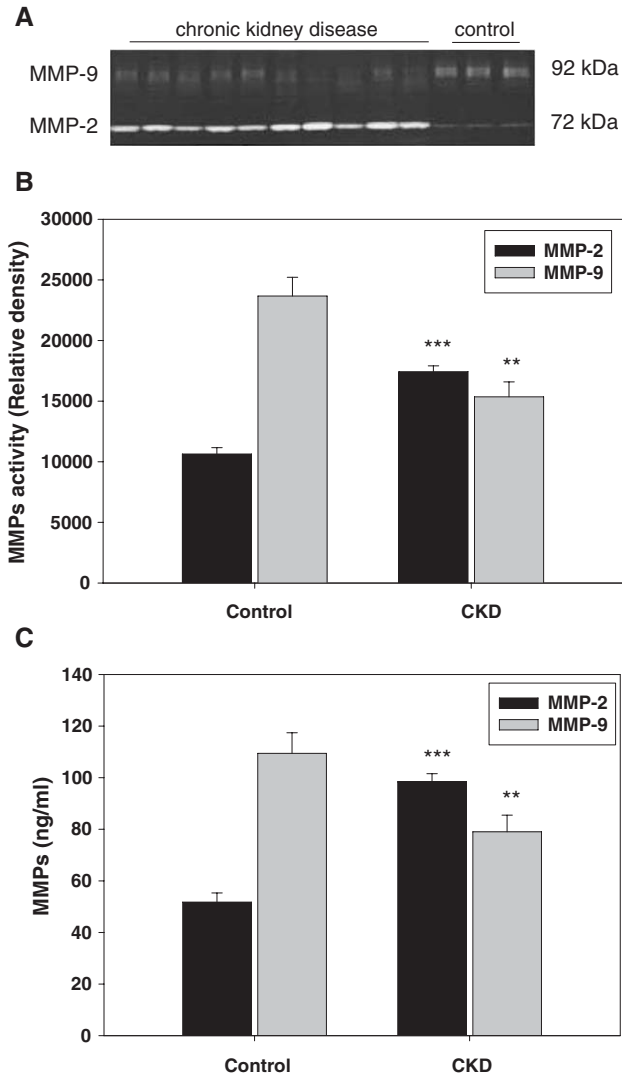 A
chronic kidney disease control
MMP-9 92 kDa
MMP-2 72 kDa
B
30000
25000
20000
15000
10000
5000
0
MMPs activity (Relative density)
MMP-2
MMP-9
***
**
Control CKD
C
140
120
100
80
60
40
20
0
MMPs (ng/ml)
MMP-2
MMP-9
***
**
Control CKD